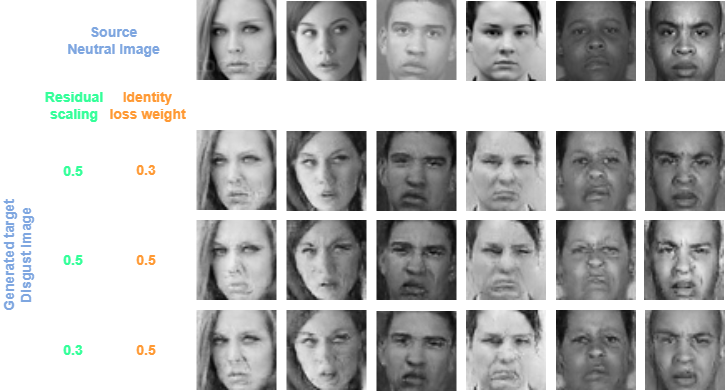 Source
Neutral Image
Residual Identity
scaling loss weight
0.5 0.3
Generated target
Disgust Image
0.5 0.5
0.3 0.5